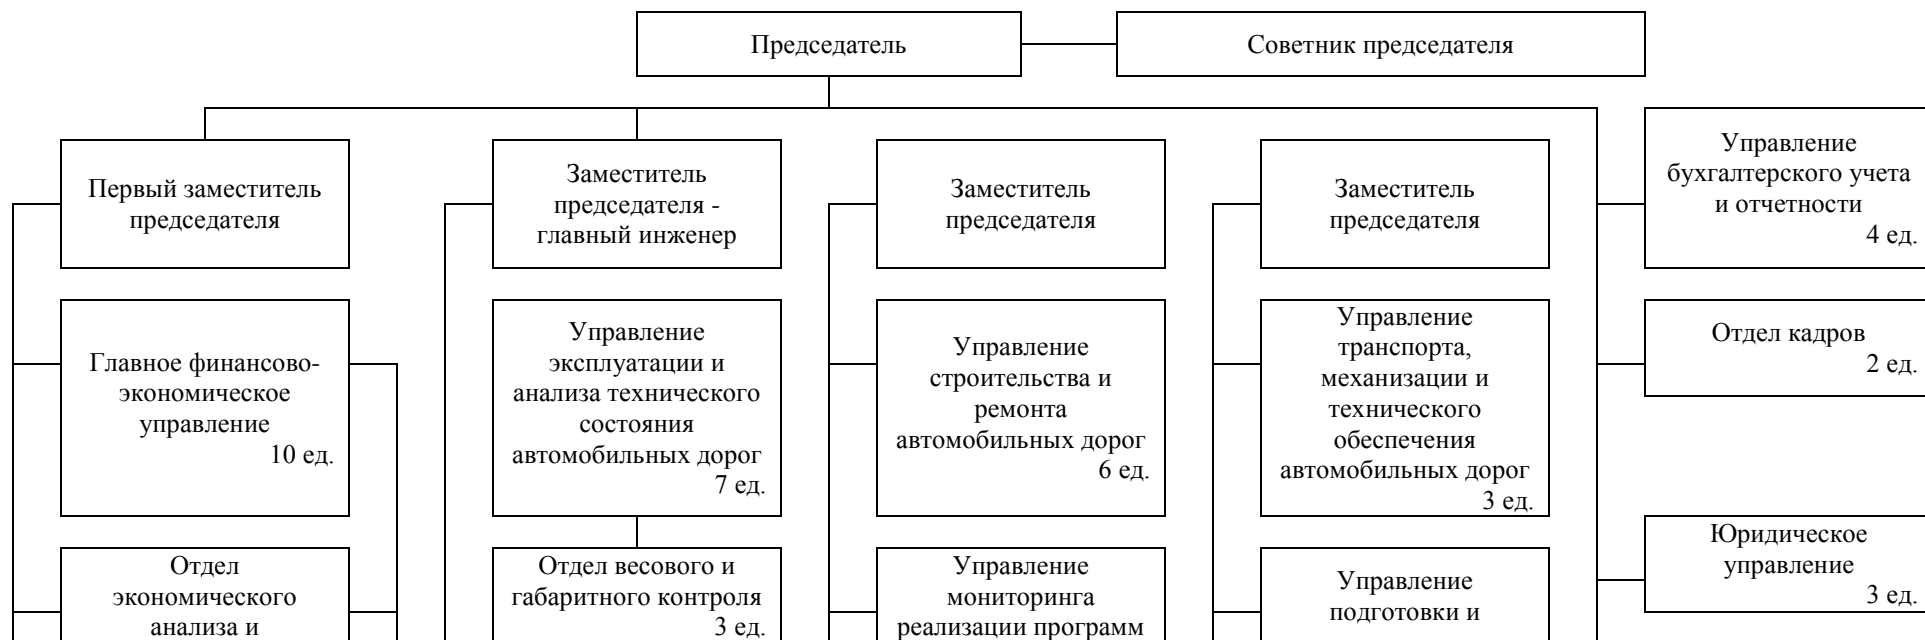 Председатель
Советник председателя
Первый заместитель
председателя
Заместитель
председателя -
главный инженер
Заместитель
председателя
Заместитель
председателя
Управление
бухгалтерского учета
и отчетности
4 ед.
Главное финансово-
экономическое
управление
10 ед.
Управление
эксплуатации и
анализа технического
состояния
автомобильных дорог
7 ед.
Управление
строительства и
ремонта
автомобильных дорог
6 ед.
Управление
транспорта,
механизации и
технического
обеспечения
автомобильных дорог
3 ед.
Отдел кадров
2 ед.
Отдел
экономического
анализа и
Отдел весового и
габаритного контроля
3 ед.
Управление
мониторинга
реализации программ
Управление
подготовки и
Юридическое
управление
3 ед.